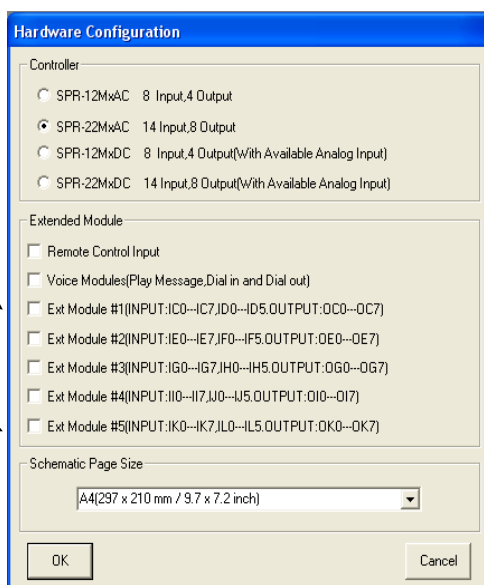 Hardware Configuration
Controller
SPR-12MxAC 8 Input,4 Output
SPR-22MxAC 14 Input,8 Output
SPR-12MxDC 8 Input,4 Output(With Available Analog Input)
SPR-22MxDC 14 Input,8 Output(With Available Analog Input)
Extended Module
Remote Control Input
Voice Modules(Play Message,Dial in and Dial out)
Ext Module #1(INPUT:IC0---IC7,ID0---ID5.OUTPUT:OC0---OC7)
Ext Module #2(INPUT:IE0---IE7,IF0---IF5.OUTPUT:OE0---OE7)
Ext Module #3(INPUT:IG0---IG7,IH0---IH5.OUTPUT:OG0---OG7)
Ext Module #4(INPUT:II0---II7,IJ0---IJ5.OUTPUT:OI0---OI7)
Ext Module #5(INPUT:IK0---IK7,IL0---IL5.OUTPUT:OK0---OK7)
Schematic Page Size
A4(297 x 210 mm / 9.7 x 7.2 inch)
OK Cancel